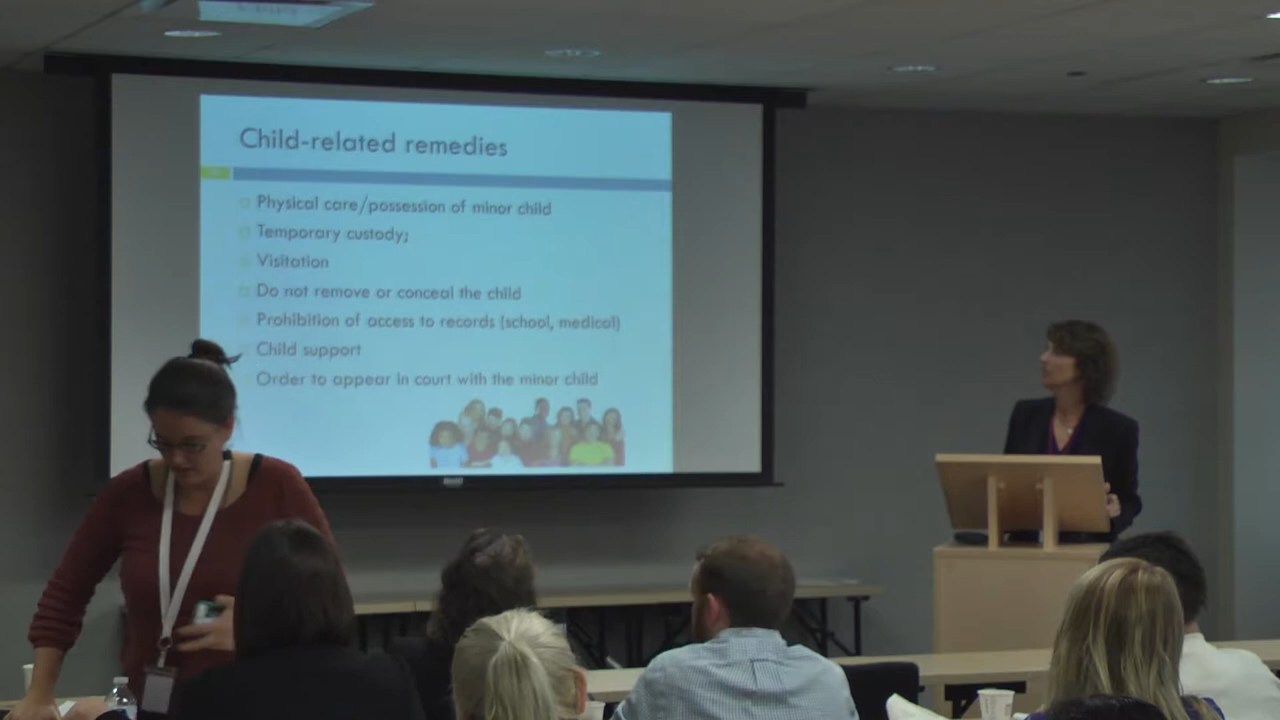 Child-related remedies
Physical care/possession of minor child
Temporary custody;
Visitation
Do not remove or conceal the child
Prohibition of access to records (school, medical)
Child support
Order to appear in court with the minor child